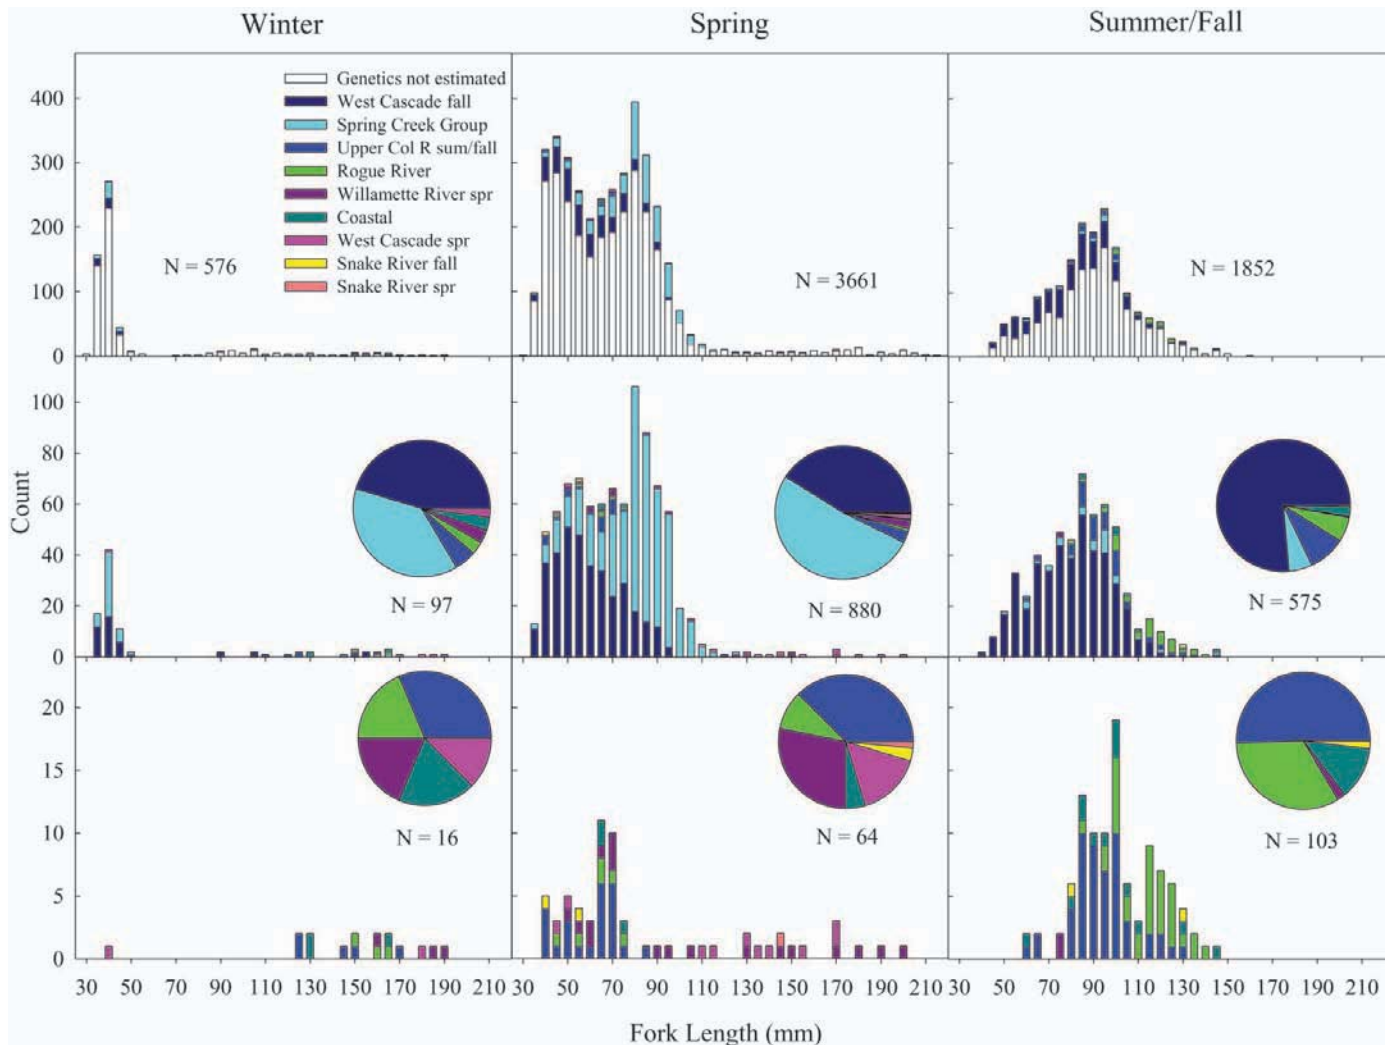 Winter
Spring
Summer/Fall
Genetics not estimated
West Cascade fall
Spring Creek Group
Upper Col R sum/fall
Rogue River
Willamette River spr
Coastal
West Cascade spr
Snake River fall
Snake River spr
400
300
200
100
0
N = 576
N = 3661
N = 1852
Count
100
80
60
40
20
0
N = 97
N = 880
N = 575
20
15
10
5
0
N = 16
N = 64
N = 103
30 50 70 90 110 130 150 170 190 210
30 50 70 90 110 130 150 170 190 210
30 50 70 90 110 130 150 170 190 210
Fork Length (mm)